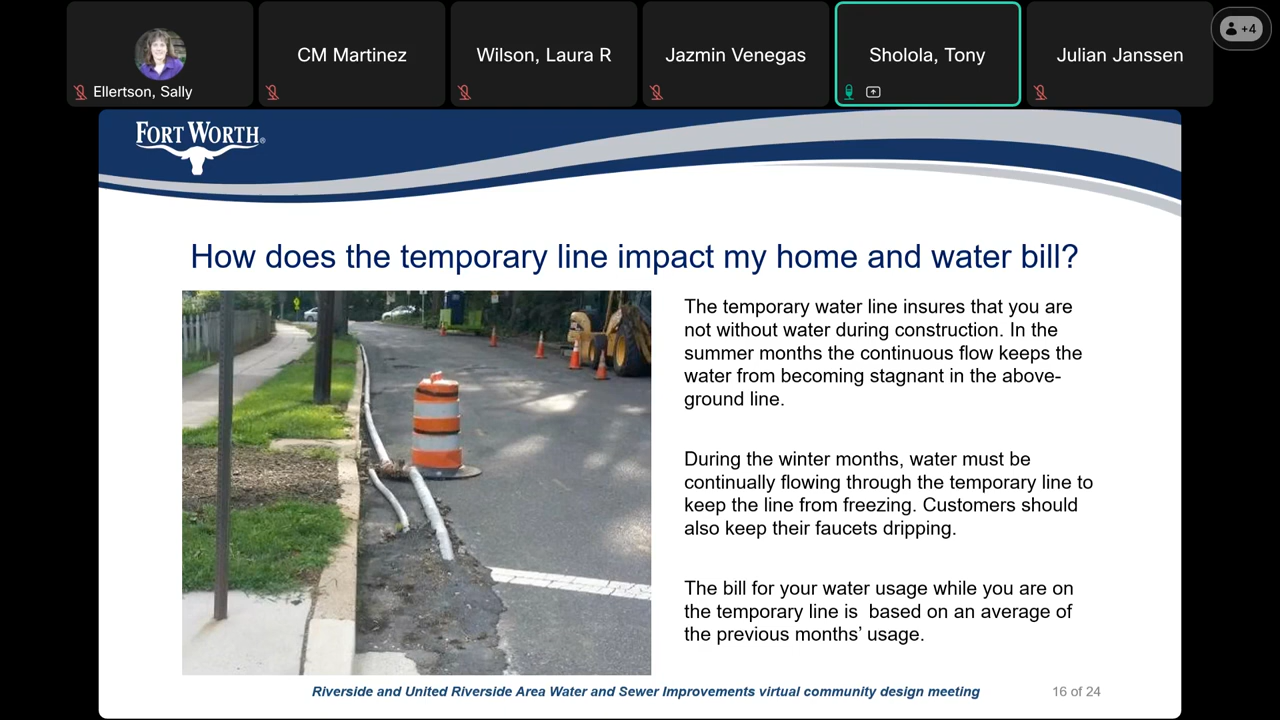 CM Martinez
Wilson, Laura R
Jazmin Venegas
Sholola, Tony
Julian Janssen
+4
Ellertson, Sally
FORT WORTH®
How does the temporary line impact my home and water bill?
The temporary water line insures that you are
not without water during construction. In the
summer months the continuous flow keeps the
water from becoming stagnant in the above-
ground line.
During the winter months, water must be
continually flowing through the temporary line to
keep the line from freezing. Customers should
also keep their faucets dripping.
The bill for your water usage while you are on
the temporary line is  based on an average of
the previous months’ usage.
Riverside and United Riverside Area Water and Sewer Improvements virtual community design meeting
16 of 24